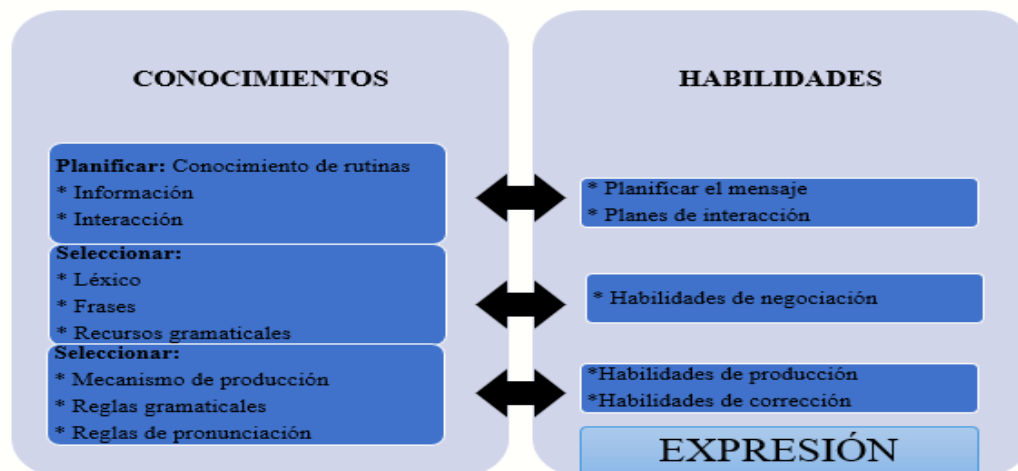 CONOCIMIENTOS
Planificar: Conocimiento de rutinas
* Información
* Interacción
Seleccionar:
* Léxico
* Frases
* Recursos gramaticales
Seleccionar:
* Mecanismo de producción
* Reglas gramaticales
* Reglas de pronunciación
HABILIDADES
* Planificar el mensaje
* Planes de interacción
* Habilidades de negociación
*Habilidades de producción
*Habilidades de corrección
EXPRESIÓN